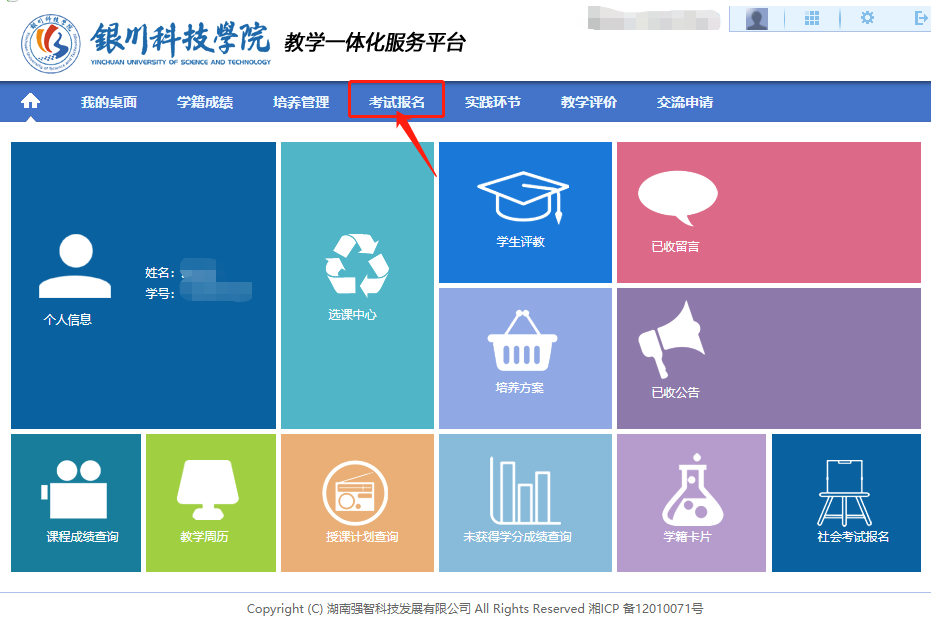 銀川科技学院
YINCHUAN UNIVERSITY OF SCIENCE AND TECHNOLOGY
教学一体化服务平台
我的桌面 学籍成绩 培养管理 考试报名 实践环节 教学评价 交流申请
姓名：
学号：
个人信息
选课中心
学生评教
已收留言
培养方案
已收公告
课程成绩查询
教学周历
授课计划查询
未获得学分成绩查询
学籍卡片
社会考试报名
Copyright (C) 湖南强智科技发展有限公司 All Rights Reserved 湘ICP 备12010071号